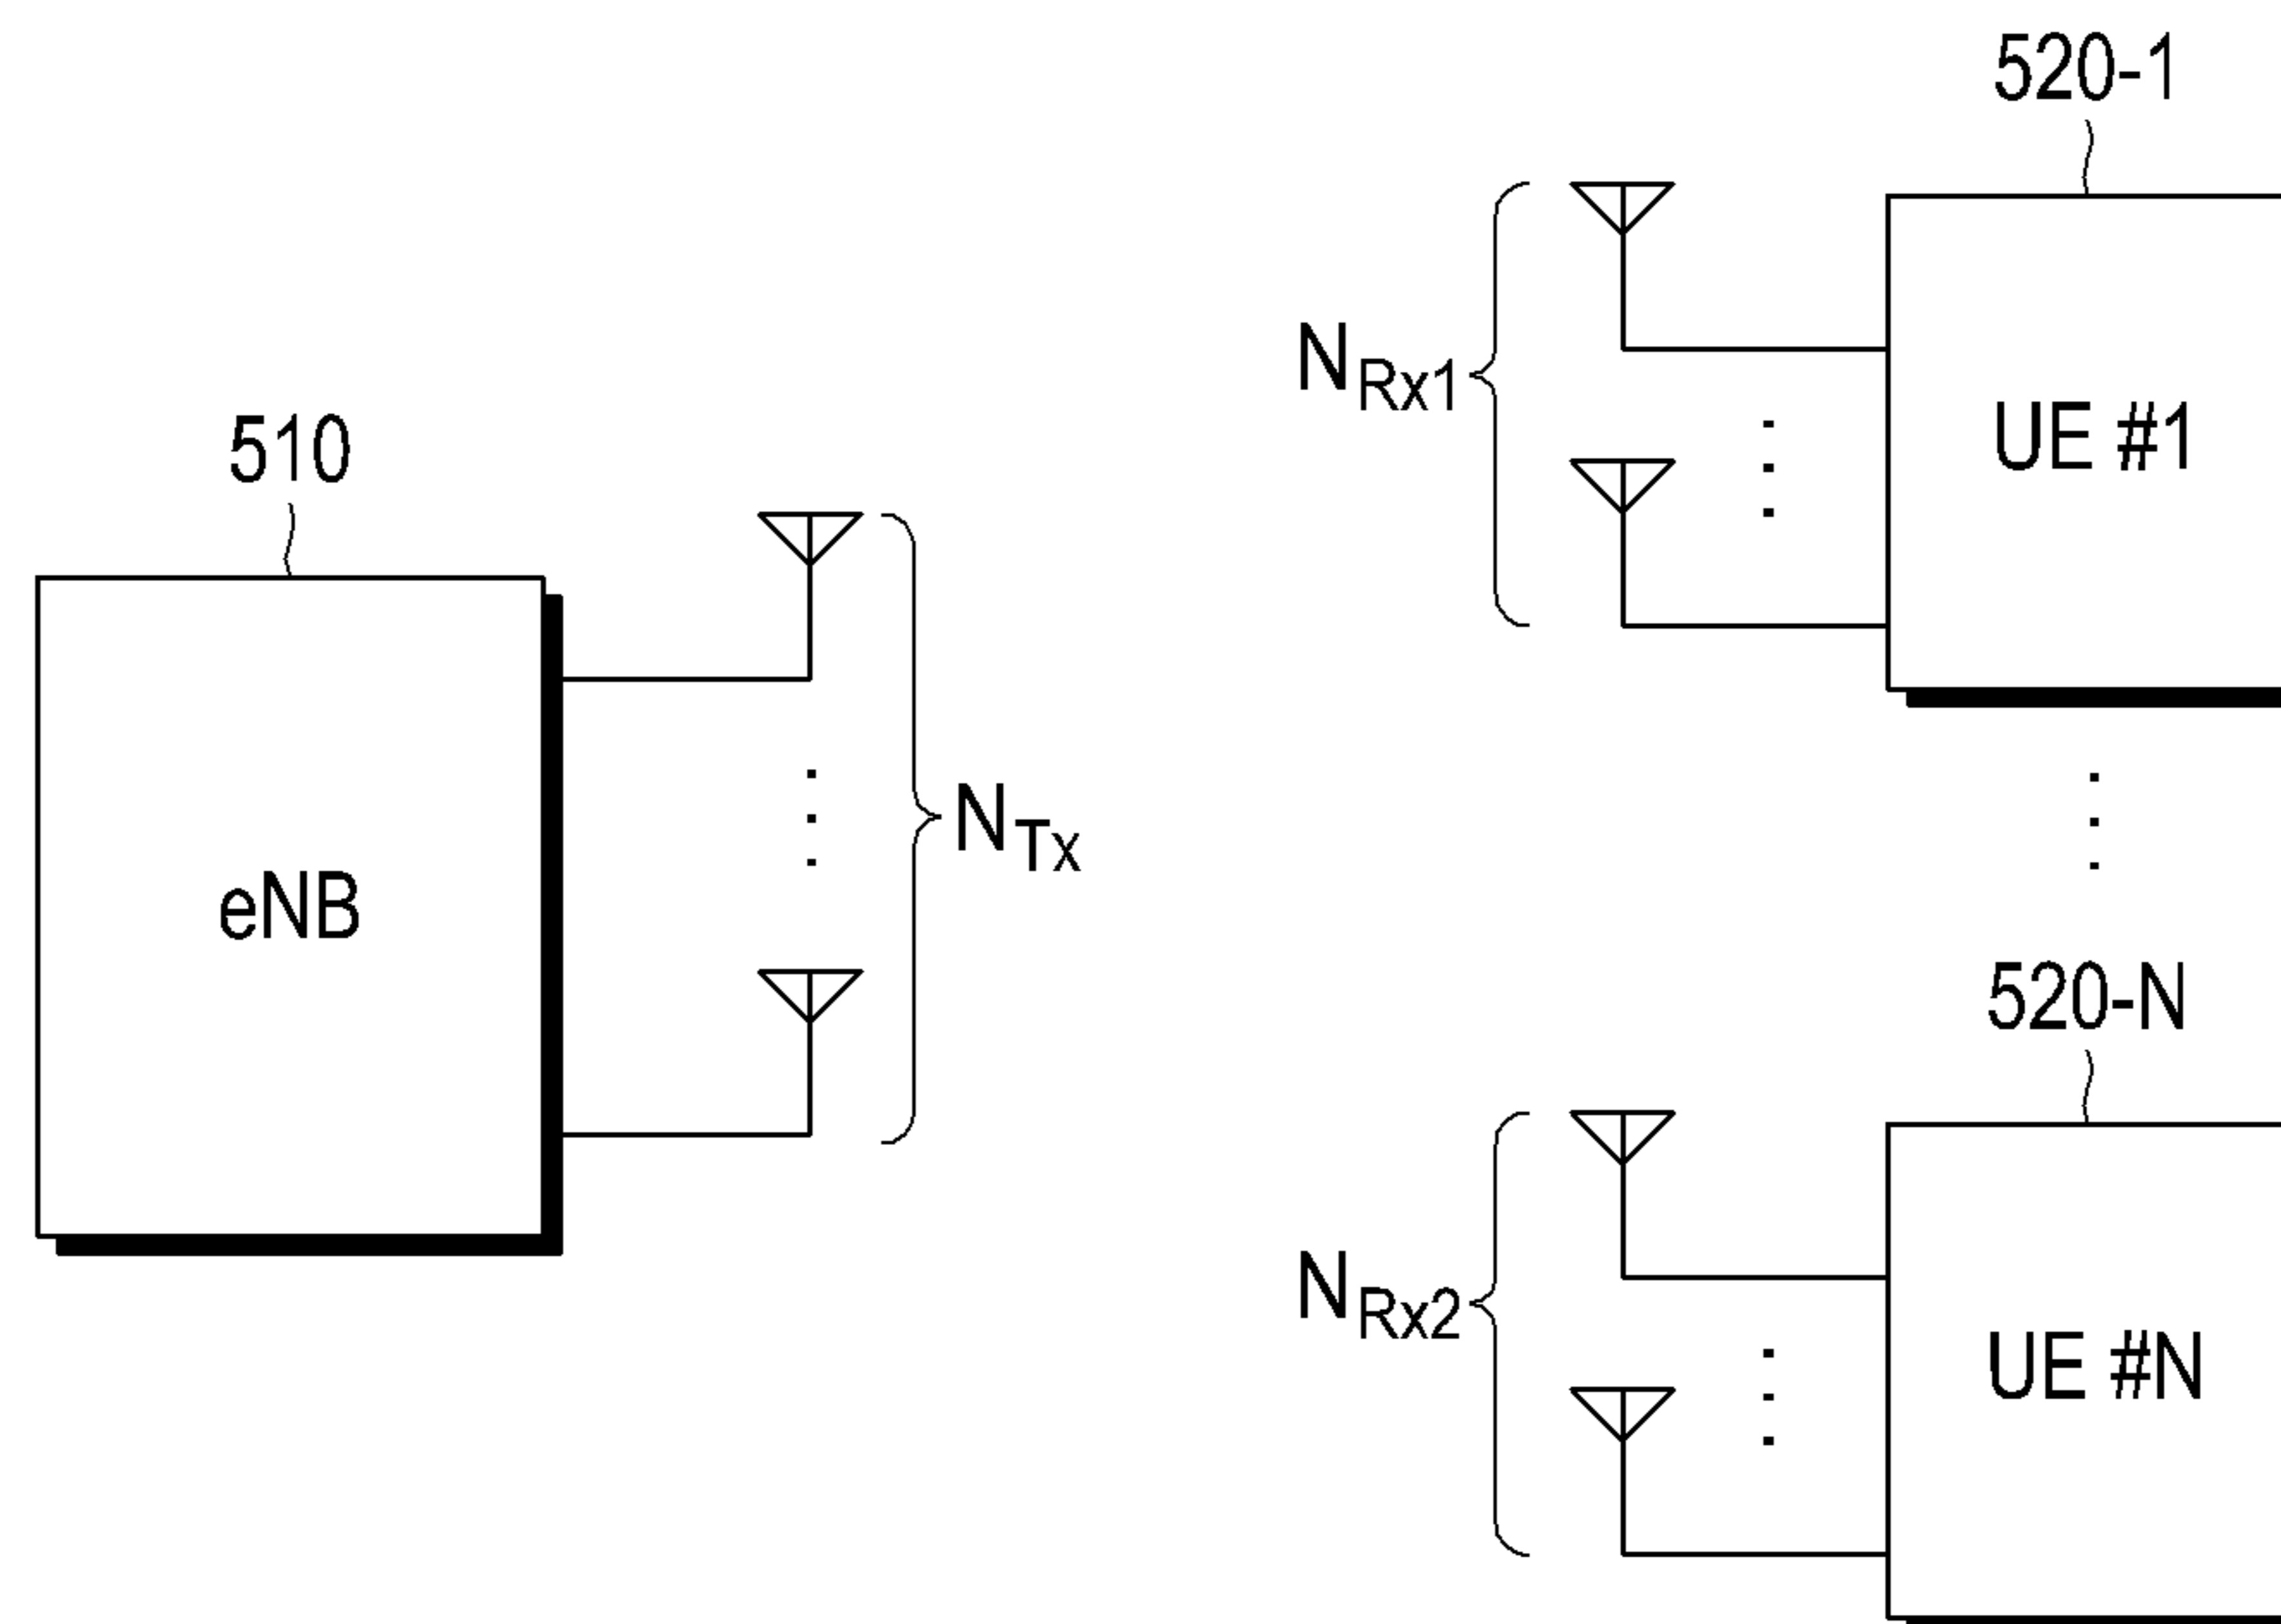 520-1
N_Rx1
UE #1
510
eNB
N_Tx
520-N
N_Rx2
UE #N